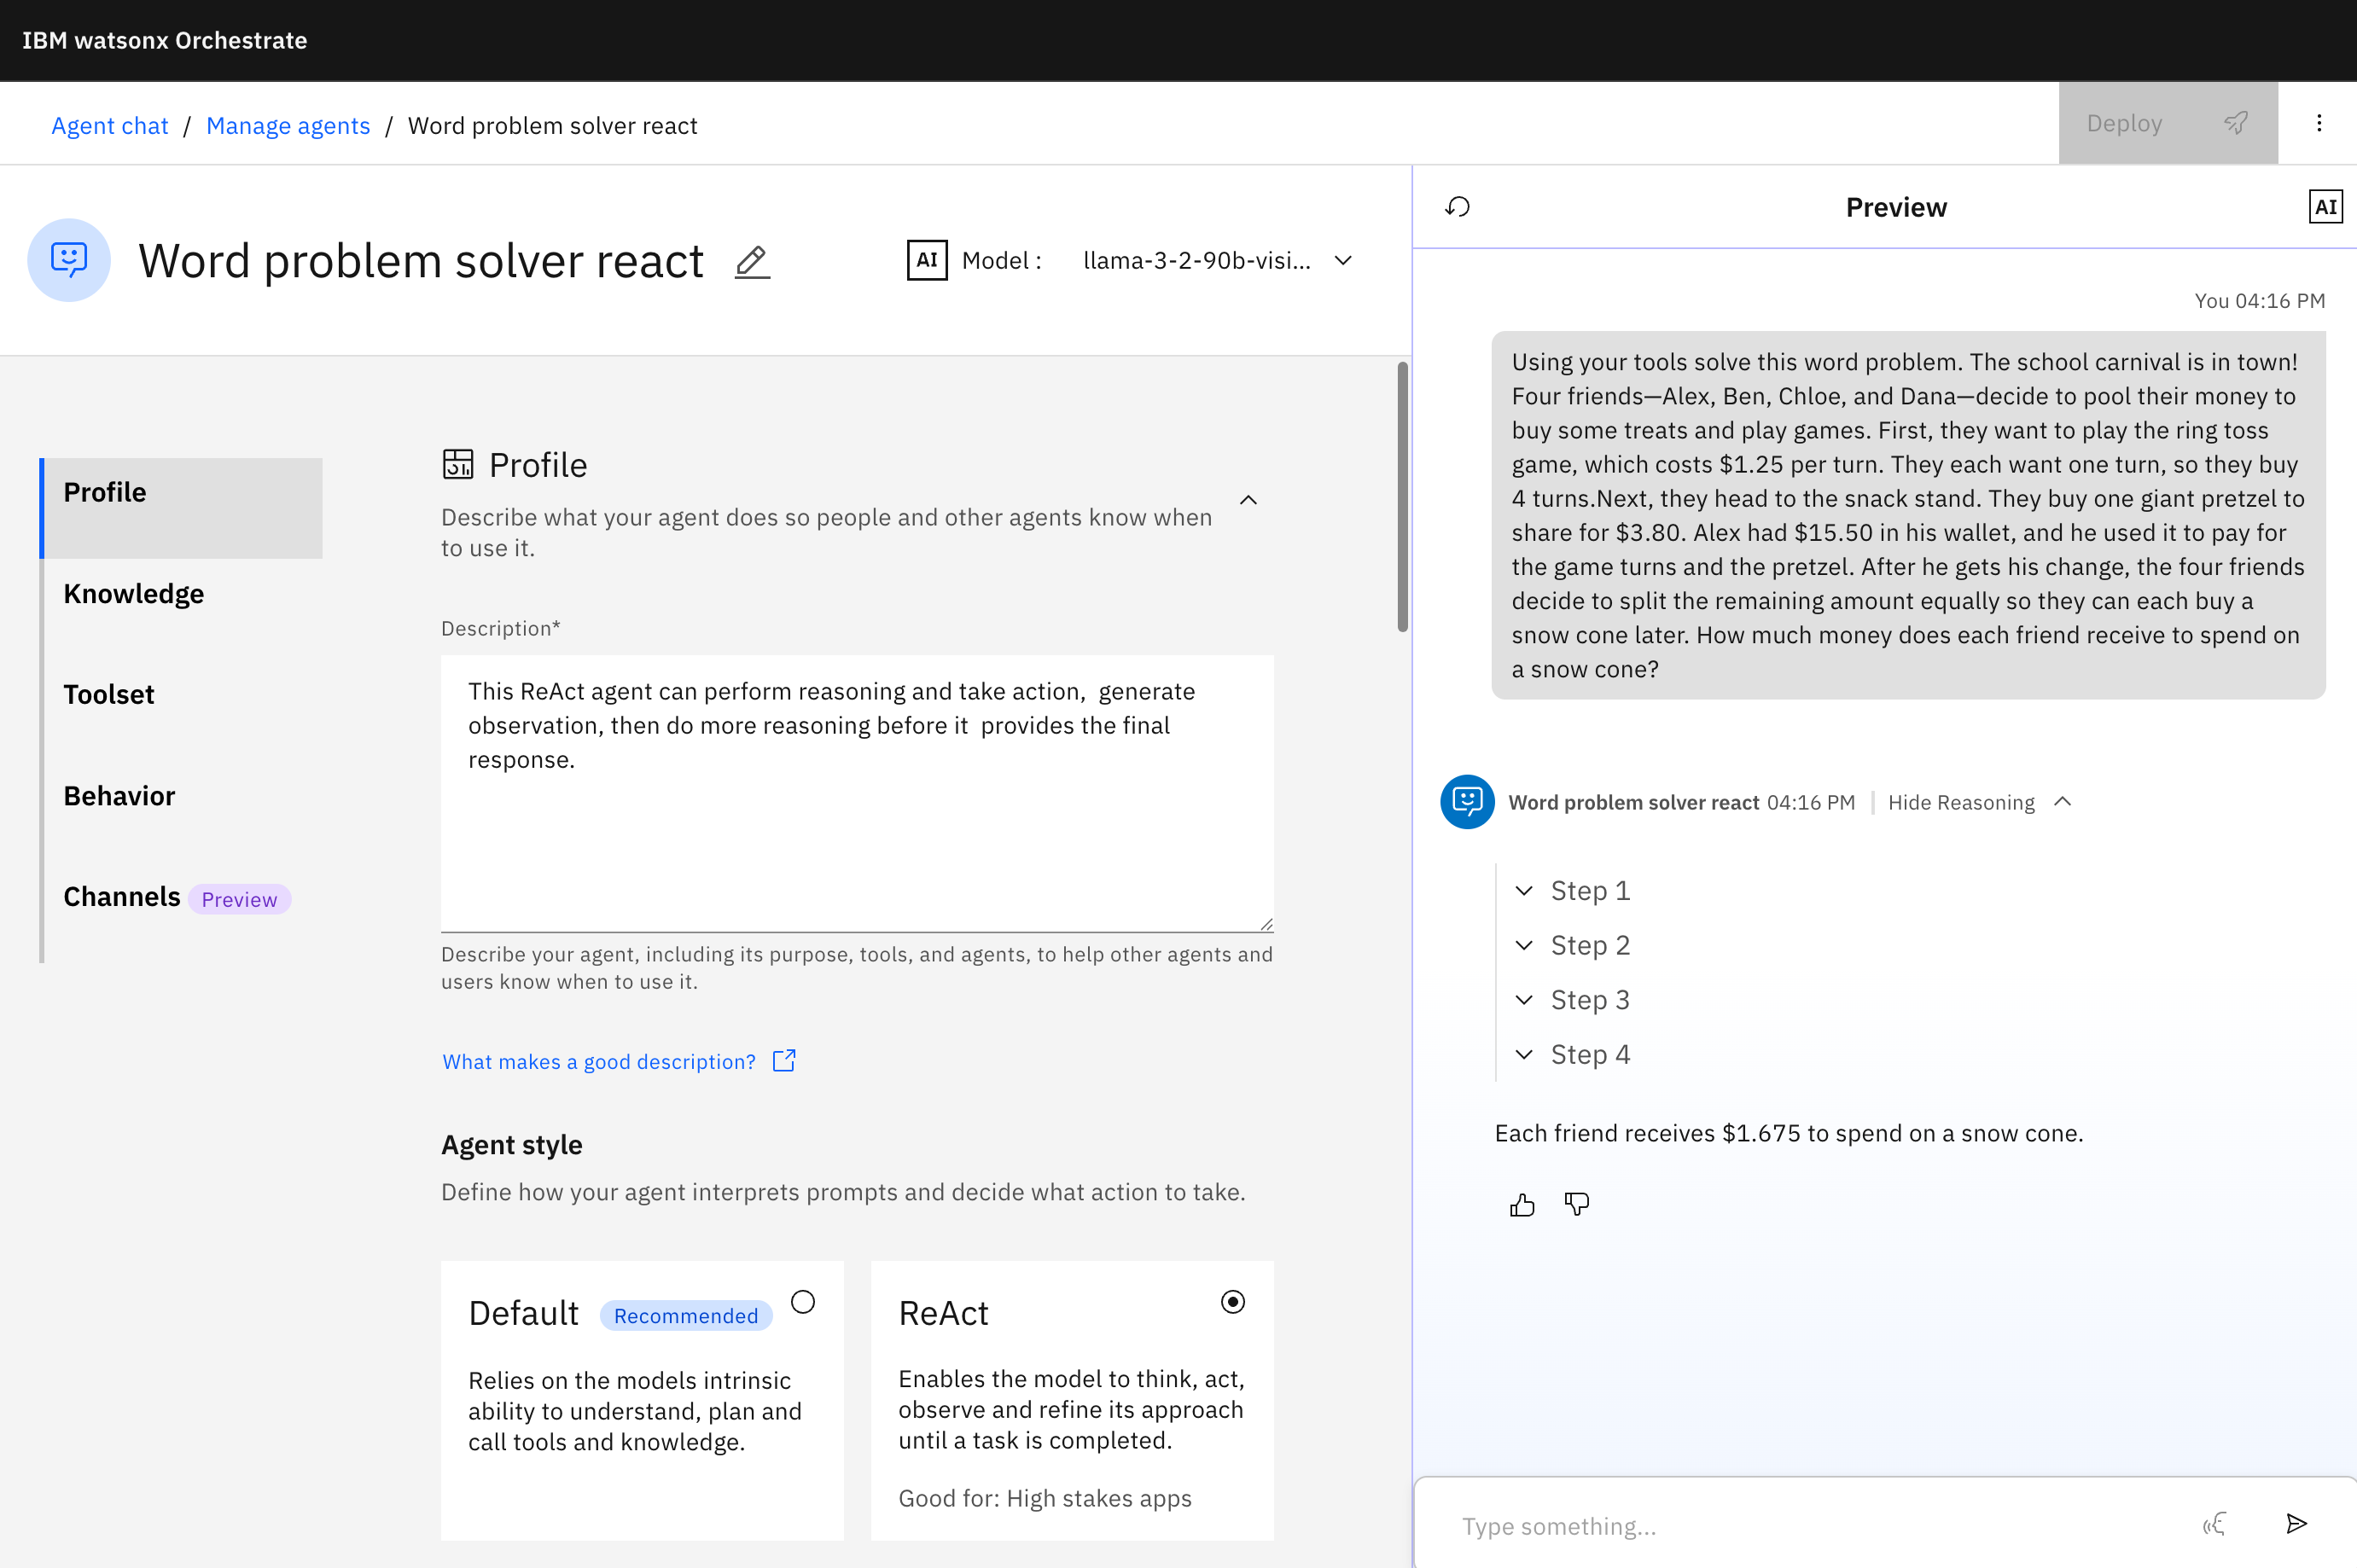 IBM watsonx Orchestrate
Agent chat / Manage agents / Word problem solver react
Deploy
Word problem solver react
AI Model : llama-3-2-90b-visi...
Profile
Knowledge
Toolset
Behavior
Channels Preview
Profile
Describe what your agent does so people and other agents know when
to use it.
Description*
This ReAct agent can perform reasoning and take action,  generate
observation, then do more reasoning before it  provides the final
response.
Describe your agent, including its purpose, tools, and agents, to help other agents and
users know when to use it.
What makes a good description?
Agent style
Define how your agent interprets prompts and decide what action to take.
Default Recommended
Relies on the models intrinsic
ability to understand, plan and
call tools and knowledge.
ReAct
Enables the model to think, act,
observe and refine its approach
until a task is completed.
Good for: High stakes apps
Preview
AI
You 04:16 PM
Using your tools solve this word problem. The school carnival is in town!
Four friends—Alex, Ben, Chloe, and Dana—decide to pool their money to
buy some treats and play games. First, they want to play the ring toss
game, which costs $1.25 per turn. They each want one turn, so they buy
4 turns.Next, they head to the snack stand. They buy one giant pretzel to
share for $3.80. Alex had $15.50 in his wallet, and he used it to pay for
the game turns and the pretzel. After he gets his change, the four friends
decide to split the remaining amount equally so they can each buy a
snow cone later. How much money does each friend receive to spend on
a snow cone?
Word problem solver react 04:16 PM Hide Reasoning
Step 1
Step 2
Step 3
Step 4
Each friend receives $1.675 to spend on a snow cone.
Type something...